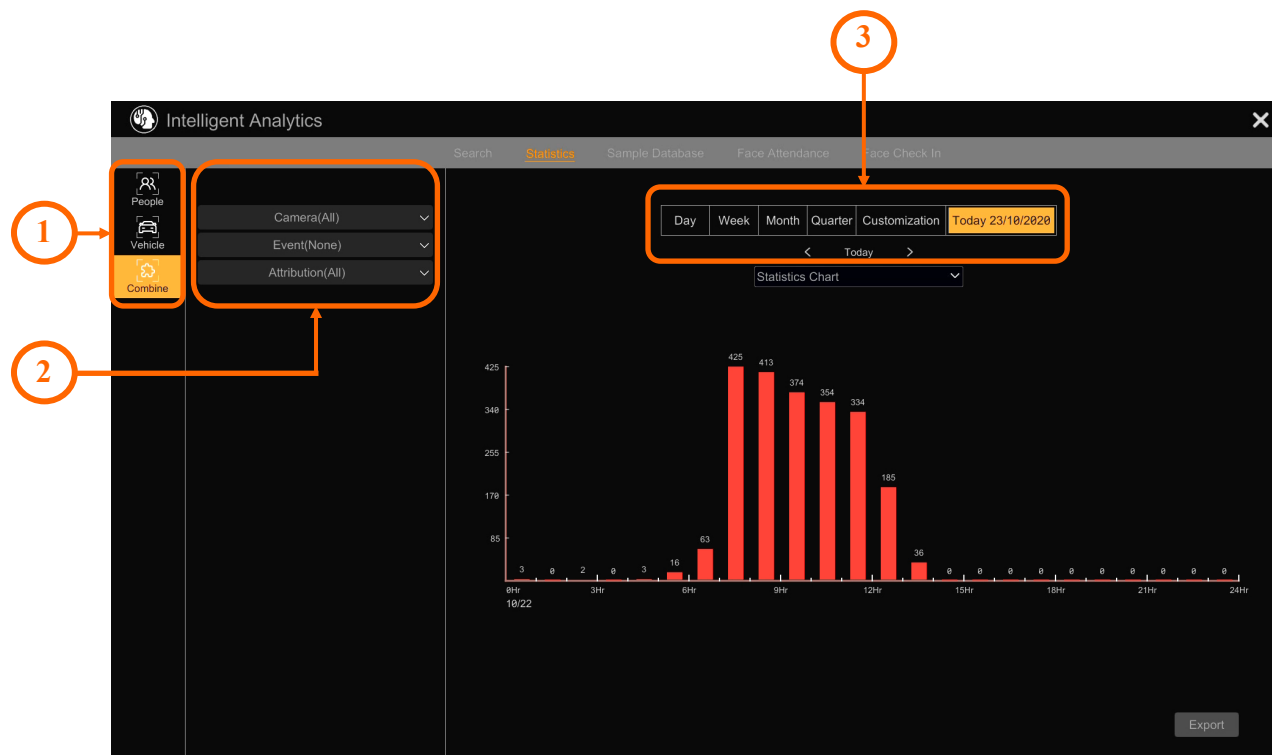 3
Intelligent Analytics
Search Statistics Sample Database Face Attendance Face Check In
People
Vehicle
Combine
1
Camera(All)
Event(None)
Attribution(All)
2
Day Week Month Quarter Customization Today 23/10/2020
< Today >
Statistics Chart
425
340
255
170
85
3 0 2 0 3 16 63 425 413 374 354 334 185 36 0 0 0 0 0 0 0 0 0 0
0Hr 3Hr 6Hr 9Hr 12Hr 15Hr 18Hr 21Hr 24Hr
10/22
Export